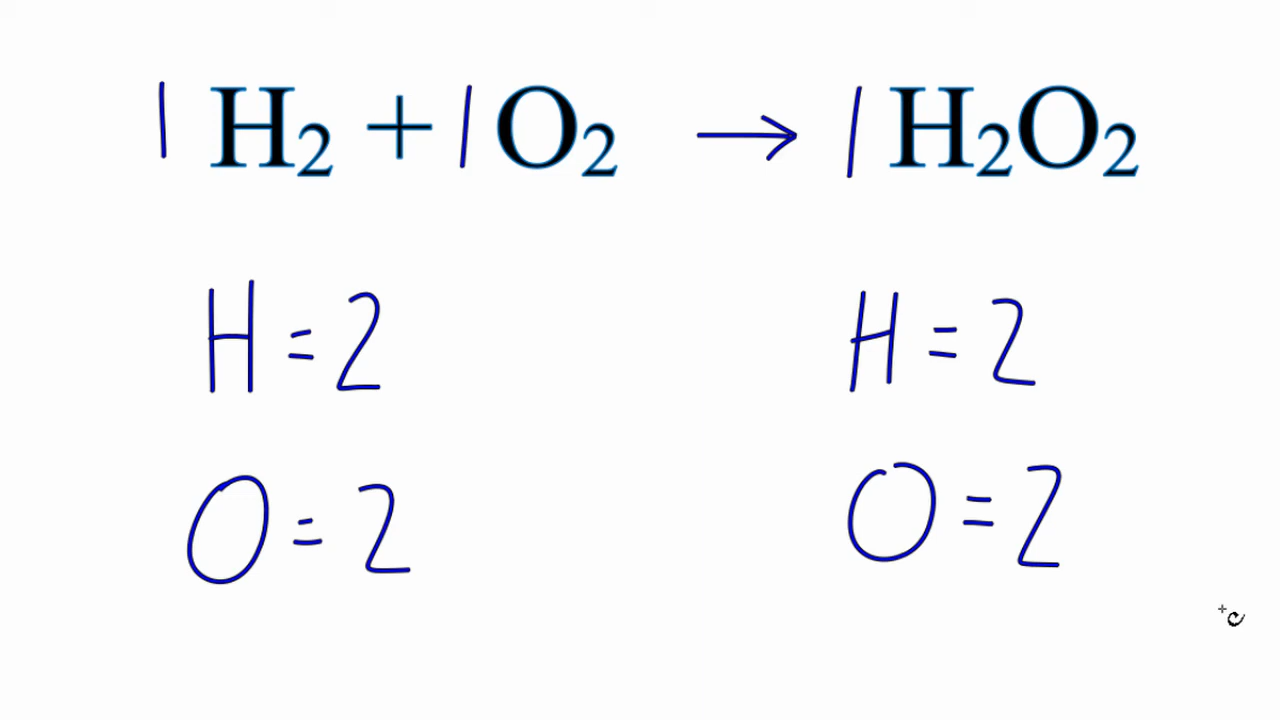 1 H₂ + 1 O₂ → 1 H₂O₂
H = 2 H = 2
O = 2 O = 2